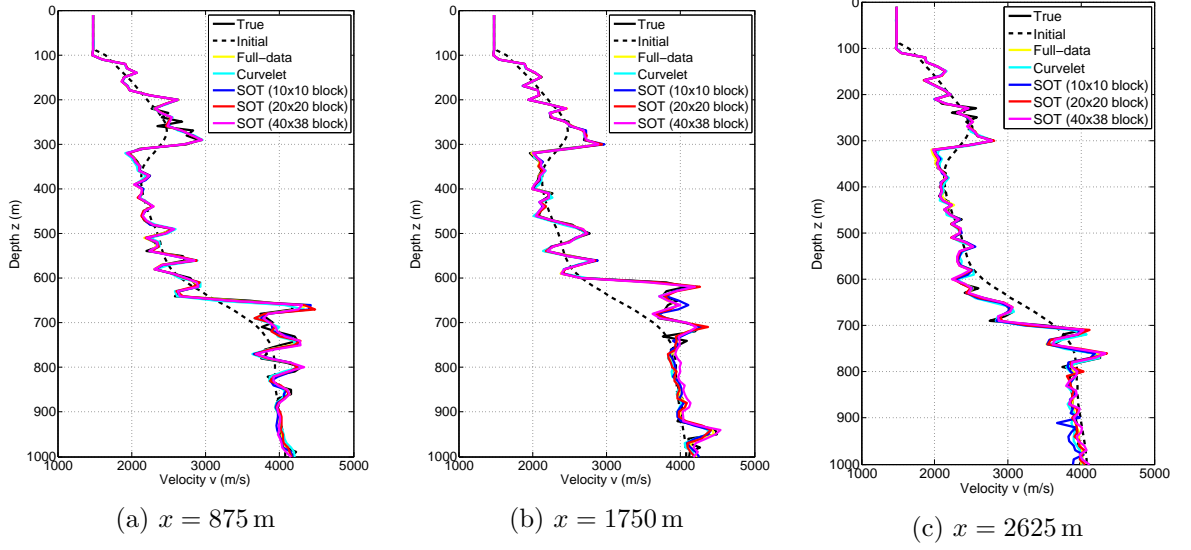 0
100
200
300
400
500
600
700
800
900
1000
Depth z (m)
1000 2000 3000 4000 5000
Velocity v (m/s)
True
Initial
Full-data
Curvelet
SOT (10x10 block)
SOT (20x20 block)
SOT (40x38 block)
(a) x = 875 m
0
100
200
300
400
500
600
700
800
900
1000
Depth z (m)
1000 2000 3000 4000 5000
Velocity v (m/s)
True
Initial
Full-data
Curvelet
SOT (10x10 block)
SOT (20x20 block)
SOT (40x38 block)
(b) x = 1750 m
0
100
200
300
400
500
600
700
800
900
1000
Depth z (m)
1000 2000 3000 4000 5000
Velocity v (m/s)
True
Initial
Full-data
Curvelet
SOT (10x10 block)
SOT (20x20 block)
SOT (40x38 block)
(c) x = 2625 m